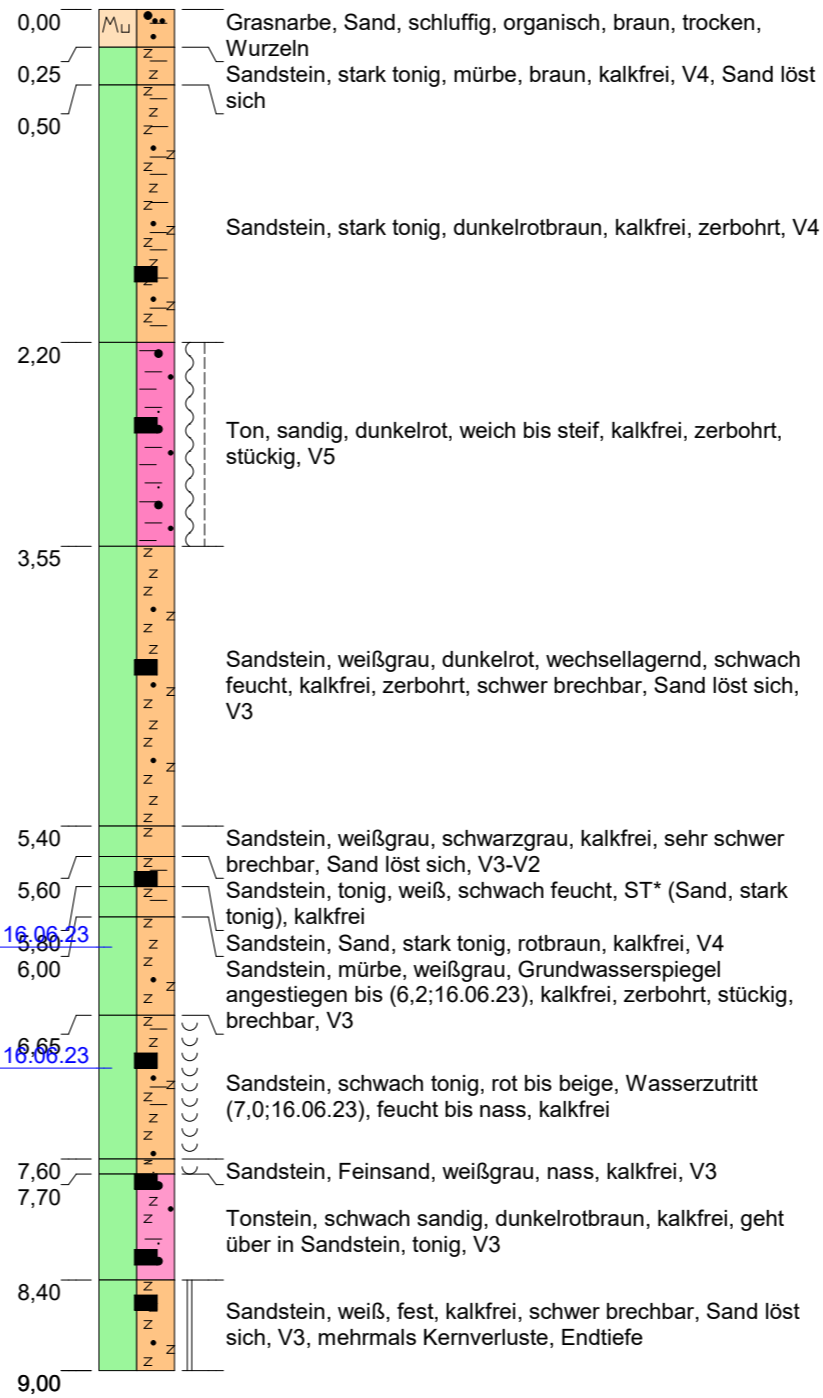 0,00
Mu
Grasnarbe, Sand, schluffig, organisch, braun, trocken,
Wurzeln
0,25
Sandstein, stark tonig, mürbe, braun, kalkfrei, V4, Sand löst
sich
0,50
Sandstein, stark tonig, dunkelrotbraun, kalkfrei, zerbohrt, V4
2,20
Ton, sandig, dunkelrot, weich bis steif, kalkfrei, zerbohrt,
stückig, V5
3,55
Sandstein, weißgrau, dunkelrot, wechsellagernd, schwach
feucht, kalkfrei, zerbohrt, schwer brechbar, Sand löst sich,
V3
5,40
Sandstein, weißgrau, schwarzgrau, kalkfrei, sehr schwer
brechbar, Sand löst sich, V3-V2
5,60
Sandstein, tonig, weiß, schwach feucht, ST* (Sand, stark
tonig), kalkfrei
16.06.23
5,80
Sandstein, Sand, stark tonig, rotbraun, kalkfrei, V4
6,00
Sandstein, mürbe, weißgrau, Grundwasserspiegel
angestiegen bis (6,2;16.06.23), kalkfrei, zerbohrt, stückig,
brechbar, V3
6,65
16.06.23
Sandstein, schwach tonig, rot bis beige, Wasserzutritt
(7,0;16.06.23), feucht bis nass, kalkfrei
7,60
Sandstein, Feinsand, weißgrau, nass, kalkfrei, V3
7,70
Tonstein, schwach sandig, dunkelrotbraun, kalkfrei, geht
über in Sandstein, tonig, V3
8,40
Sandstein, weiß, fest, kalkfrei, schwer brechbar, Sand löst
sich, V3, mehrmals Kernverluste, Endtiefe
9,00